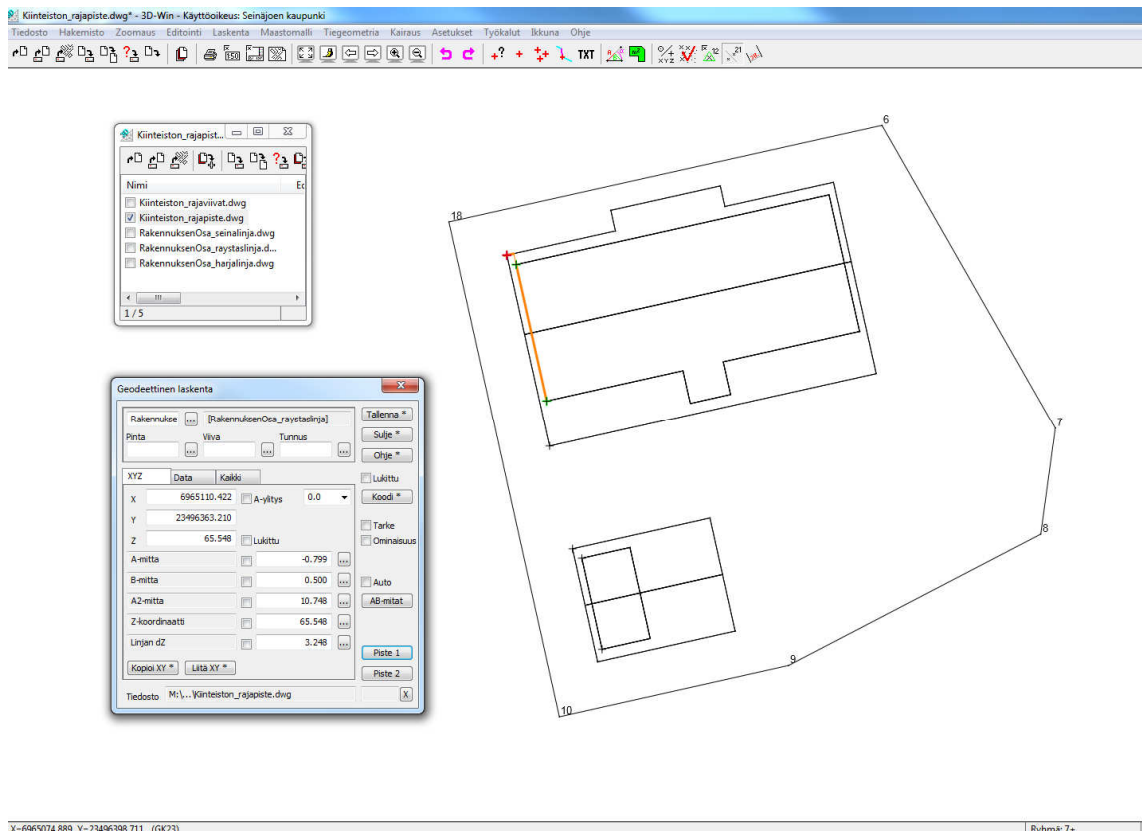 Kiinteiston_rajapiste.dwg* - 3D-Win - Käyttöoikeus: Seinäjoen kaupunki
Tiedosto Hakemisto Zoomaus Editointi Laskenta Maastomalli Tiegeometria Kairaus Asetukset Työkalut Ikkuna Ohje
TXT
Kiinteiston_rajapist...
Nimi
Kiinteiston_rajaviivat.dwg
Kiinteiston_rajapiste.dwg
RakennuksenOsa_seinalinja.dwg
RakennuksenOsa_raystaslinja.d...
RakennuksenOsa_harjalinja.dwg
1 / 5
Geodeettinen laskenta
Rakennukse ... [RakennuksenOsa_raystaslinja] Tallenna *
Pinta Viiva Tunnus Sulje *
... ... ... Ohje *
XYZ Data Kaikki Lukittu
X 6965110.422 A-ylitys 0.0 Koodi *
Y 23496363.210 Tarke
Z 65.548 Lukittu Ominaisuus
A-mitta -0.799 ...
B-mitta 0.500 ... Auto
A2-mitta 10.748 ... AB-mitat
Z-koordinaatti 65.548 ...
Linjan dZ 3.248 ...
Piste 1
Kopioi XY * Liitä XY * Piste 2
Tiedosto M:\...\Kiinteiston_rajapiste.dwg X
6
18
7
8
9
10
X=6965074.889 Y=23496398.711 (GK23) Ryhmä: 7+